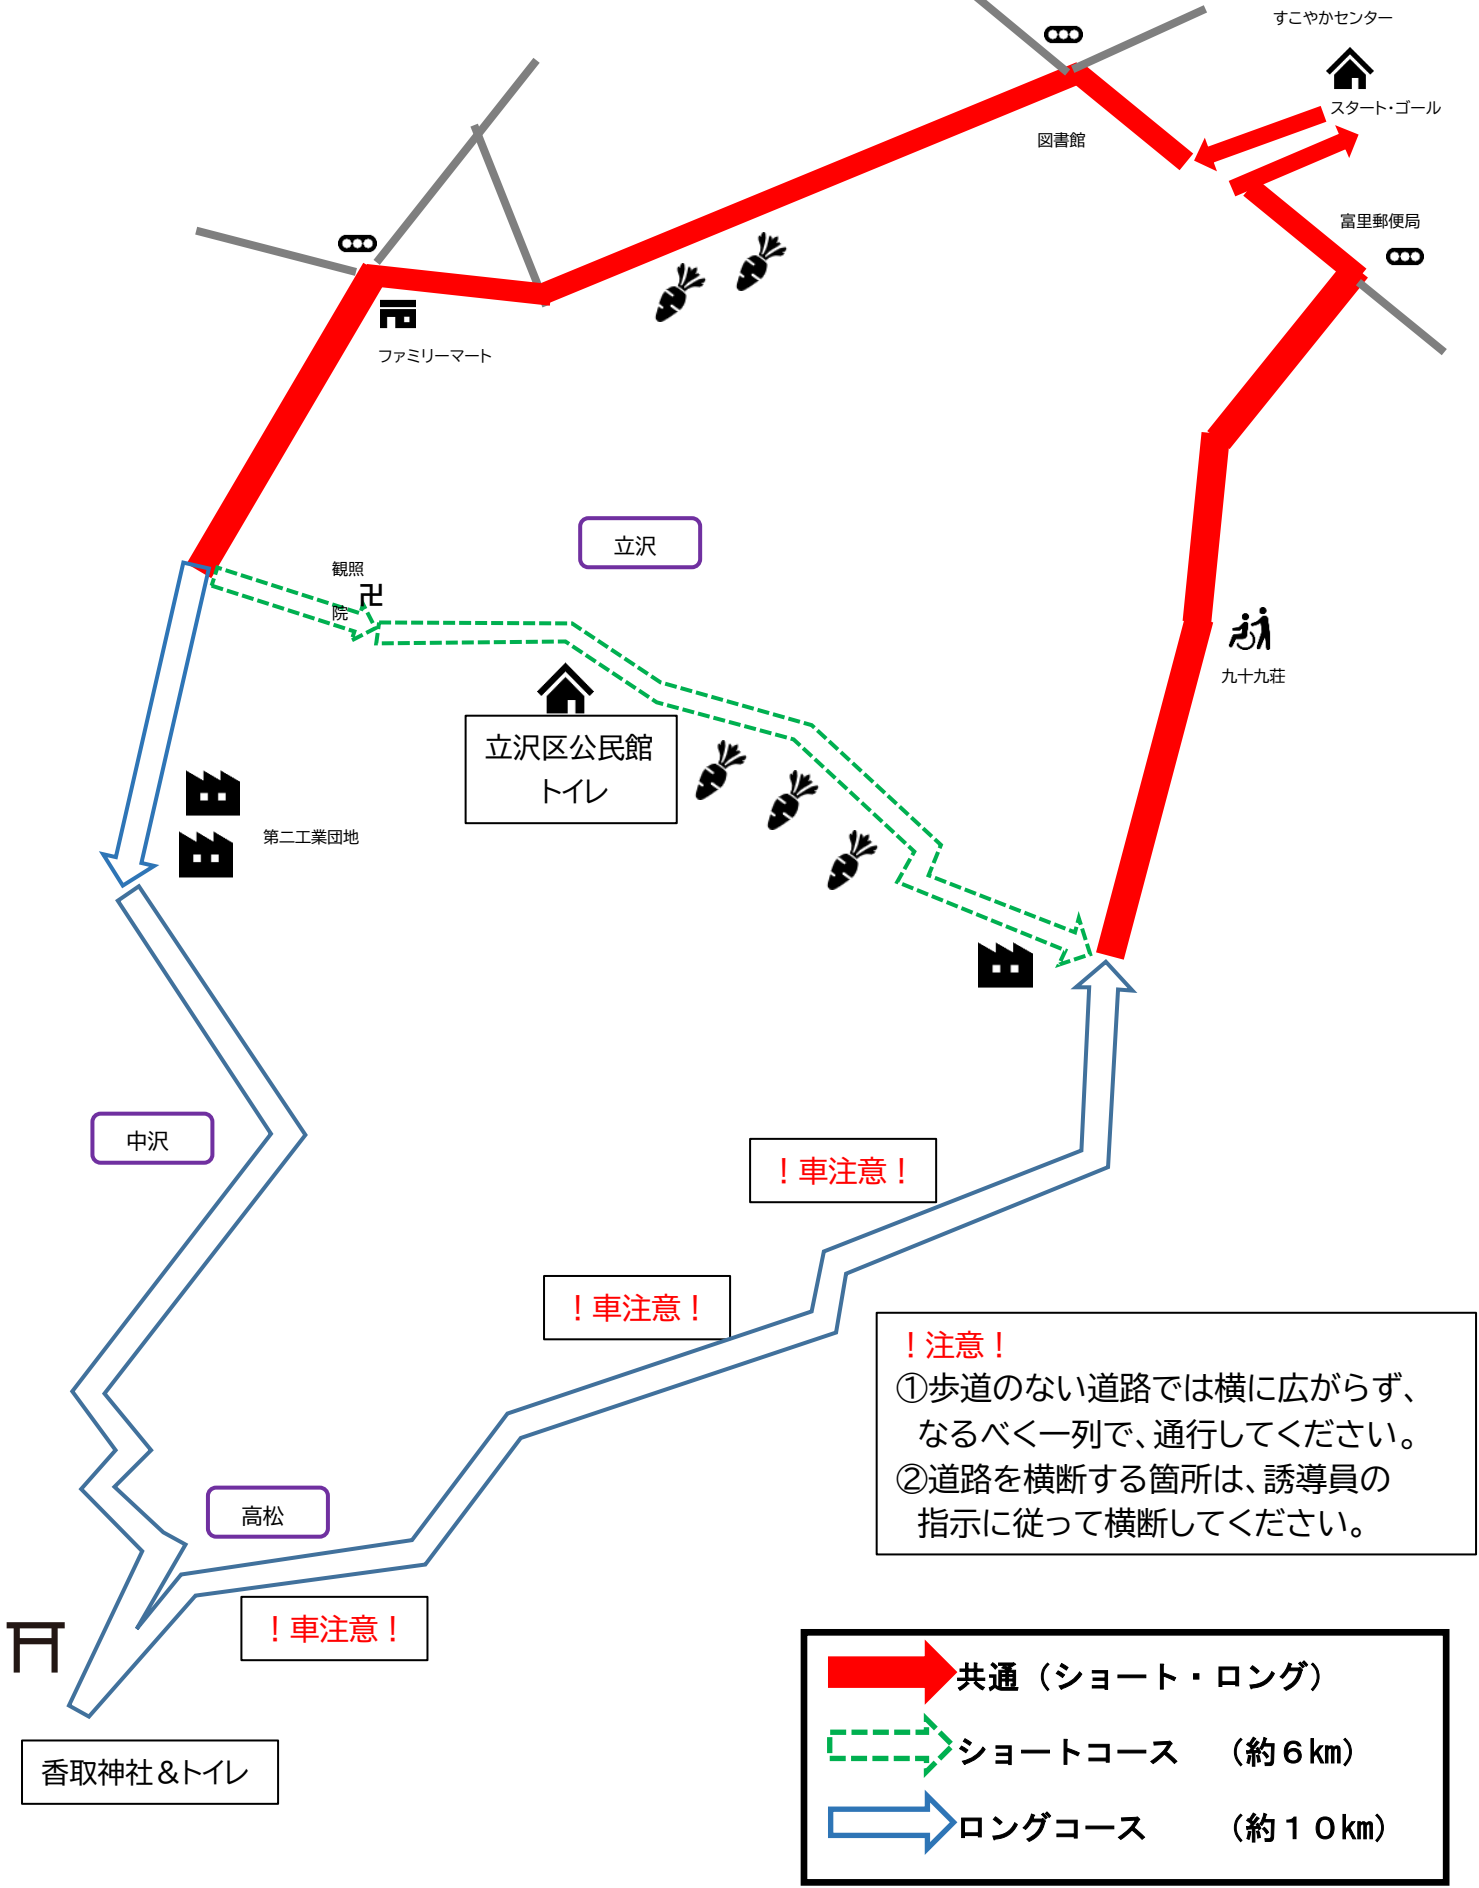 すこやかセンター
スタート・ゴール
図書館
富里郵便局
ファミリーマート
立沢
観照
院
九十九荘
立沢区公民館
トイレ
第二工業団地
中沢
！車注意！
！車注意！
！注意！
①歩道のない道路では横に広がらず、
なるべく一列で、通行してください。
②道路を横断する箇所は、誘導員の
指示に従って横断してください。
高松
！車注意！
香取神社＆トイレ
共通（ショート・ロング）
ショートコース　　（約６㎞）
ロングコース　　　（約１０㎞）